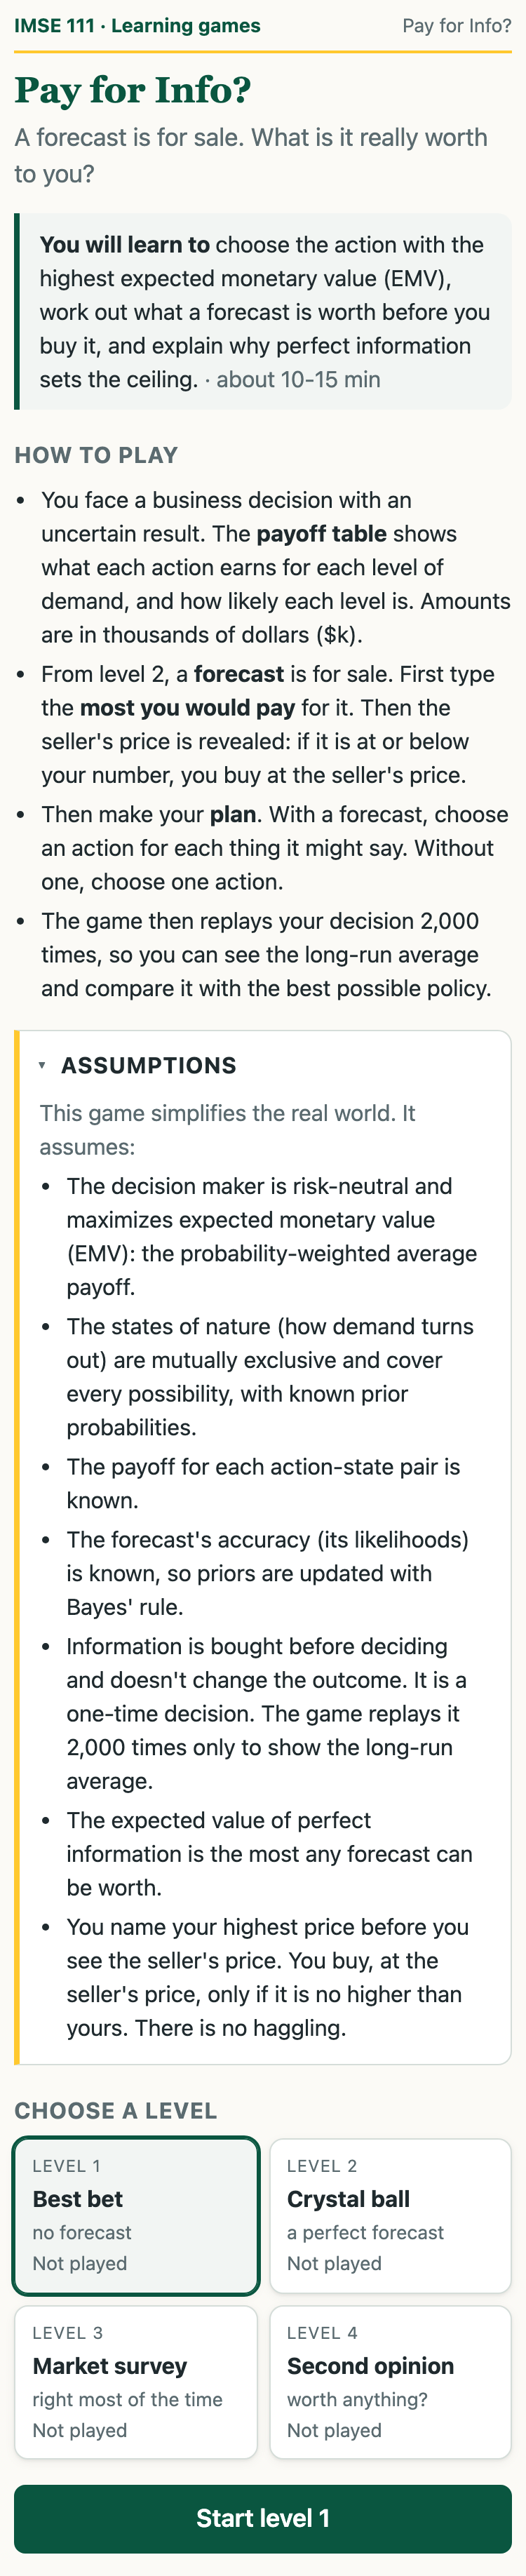 IMSE 111 · Learning games
Pay for Info?
Pay for Info?
A forecast is for sale. What is it really worth
to you?
You will learn to choose the action with the
highest expected monetary value (EMV),
work out what a forecast is worth before you
buy it, and explain why perfect information
sets the ceiling. · about 10-15 min
HOW TO PLAY
• You face a business decision with an
uncertain result. The payoff table shows
what each action earns for each level of
demand, and how likely each level is. Amounts
are in thousands of dollars ($k).
• From level 2, a forecast is for sale. First type
the most you would pay for it. Then the
seller's price is revealed: if it is at or below
your number, you buy at the seller's price.
• Then make your plan. With a forecast, choose
an action for each thing it might say. Without
one, choose one action.
• The game then replays your decision 2,000
times, so you can see the long-run average
and compare it with the best possible policy.
▾ ASSUMPTIONS
This game simplifies the real world. It
assumes:
• The decision maker is risk-neutral and
maximizes expected monetary value
(EMV): the probability-weighted average
payoff.
• The states of nature (how demand turns
out) are mutually exclusive and cover
every possibility, with known prior
probabilities.
• The payoff for each action-state pair is
known.
• The forecast's accuracy (its likelihoods)
is known, so priors are updated with
Bayes' rule.
• Information is bought before deciding
and doesn't change the outcome. It is a
one-time decision. The game replays it
2,000 times only to show the long-run
average.
• The expected value of perfect
information is the most any forecast can
be worth.
• You name your highest price before you
see the seller's price. You buy, at the
seller's price, only if it is no higher than
yours. There is no haggling.
CHOOSE A LEVEL
LEVEL 1
Best bet
no forecast
Not played
LEVEL 2
Crystal ball
a perfect forecast
Not played
LEVEL 3
Market survey
right most of the time
Not played
LEVEL 4
Second opinion
worth anything?
Not played
Start level 1